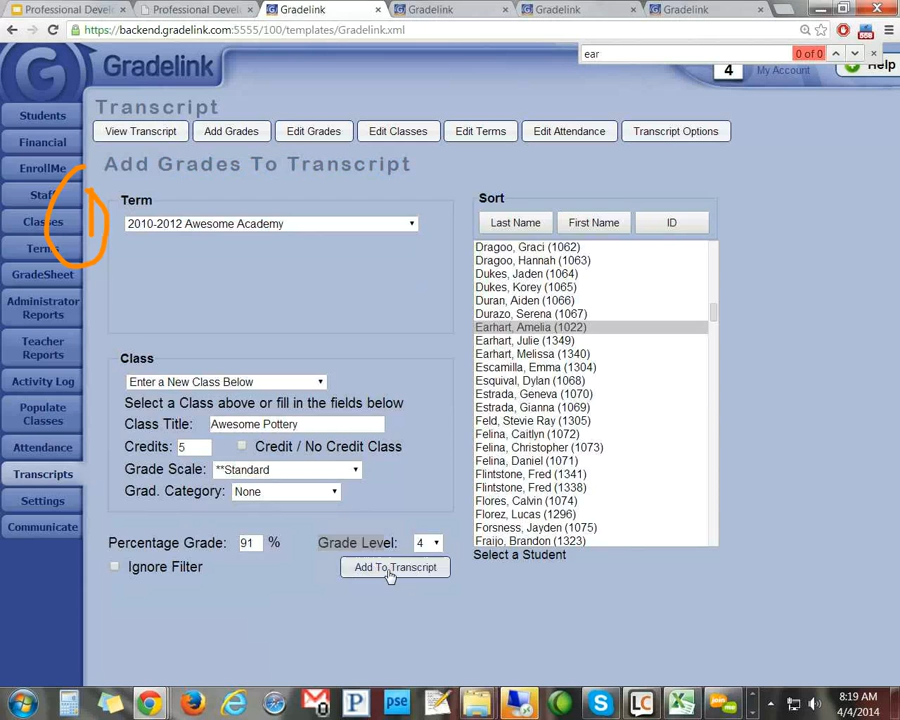 Professional Devel
Professional Devel
Gradelink
Gradelink
Gradelink
Gradelink
https://backend.gradelink.com:5555/100/templates/Gradelink.xml
ear
0 of 0
Gradelink
4
My Account
Help
Transcript
View Transcript
Add Grades
Edit Grades
Edit Classes
Edit Terms
Edit Attendance
Transcript Options
Add Grades To Transcript
Students
Financial
EnrollMe
Staff
Classes
Terms
GradeSheet
Administrator
Reports
Teacher
Reports
Activity Log
Populate
Classes
Attendance
Transcripts
Settings
Communicate
1
Term
2010-2012 Awesome Academy
Class
Enter a New Class Below
Select a Class above or fill in the fields below
Class Title: Awesome Pottery
Credits: 5 Credit / No Credit Class
Grade Scale: **Standard
Grad. Category: None
Percentage Grade: 91 % Grade Level: 4
Ignore Filter
Add To Transcript
Sort
Last Name
First Name
ID
Dragoo, Graci (1062)
Dragoo, Hannah (1063)
Dukes, Jaden (1064)
Dukes, Korey (1065)
Duran, Aiden (1066)
Durazo, Serena (1067)
Earhart, Amelia (1022)
Earhart, Julie (1349)
Earhart, Melissa (1340)
Escamilla, Emma (1304)
Esquival, Dylan (1068)
Estrada, Geneva (1070)
Estrada, Gianna (1069)
Feld, Stevie Ray (1305)
Felina, Caitlyn (1072)
Felina, Christopher (1073)
Felina, Daniel (1071)
Flintstone, Fred (1341)
Flintstone, Fred (1338)
Flores, Calvin (1074)
Florez, Lucas (1296)
Forsness, Jayden (1075)
Fraijo, Brandon (1323)
Select a Student
pse
LC
8:19 AM
4/4/2014